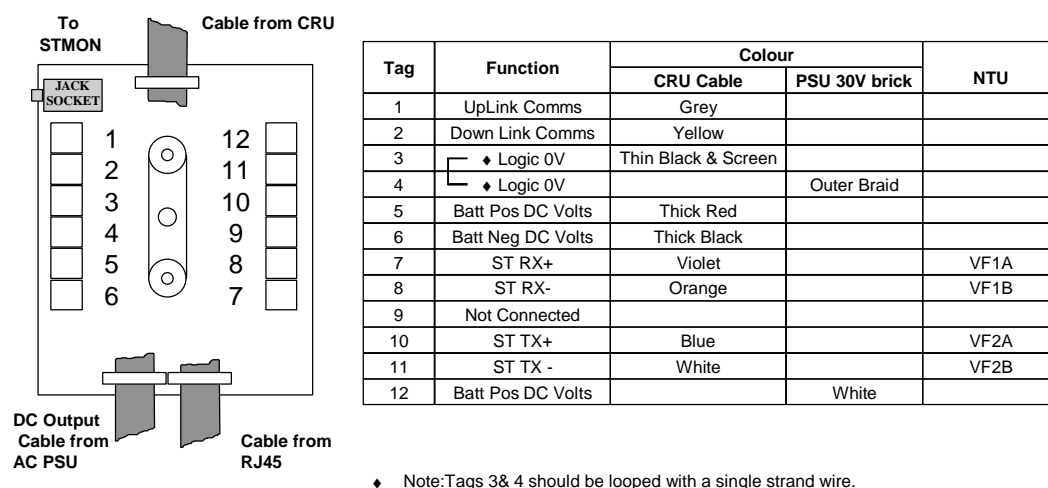 To
STMON
Cable from CRU
JACK
SOCKET
1 12
2 11
3 10
4 9
5 8
6 7
DC Output
Cable from
AC PSU
Cable from
RJ45
Tag Function Colour NTU
CRU Cable PSU 30V brick
1 UpLink Comms Grey
2 Down Link Comms Yellow
3 ♦ Logic 0V Thin Black & Screen
4 ♦ Logic 0V Outer Braid
5 Batt Pos DC Volts Thick Red
6 Batt Neg DC Volts Thick Black
7 ST RX+ Violet VF1A
8 ST RX- Orange VF1B
9 Not Connected
10 ST TX+ Blue VF2A
11 ST TX - White VF2B
12 Batt Pos DC Volts White
♦ Note:Tags 3& 4 should be looped with a single strand wire.